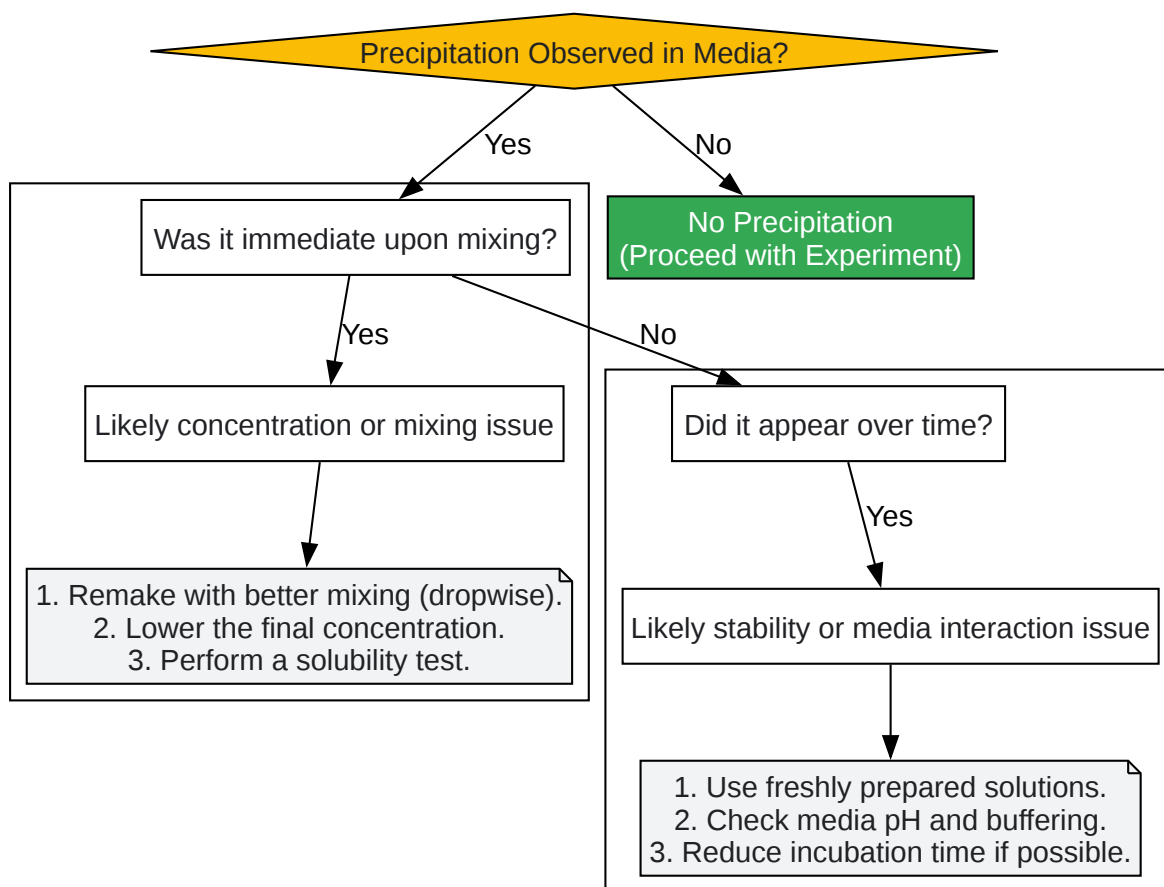 Precipitation Observed in Media?
Yes
No
Was it immediate upon mixing?
No Precipitation
(Proceed with Experiment)
Yes
No
Likely concentration or mixing issue
Did it appear over time?
Yes
1. Remake with better mixing (dropwise).
2. Lower the final concentration.
3. Perform a solubility test.
Likely stability or media interaction issue
1. Use freshly prepared solutions.
2. Check media pH and buffering.
3. Reduce incubation time if possible.